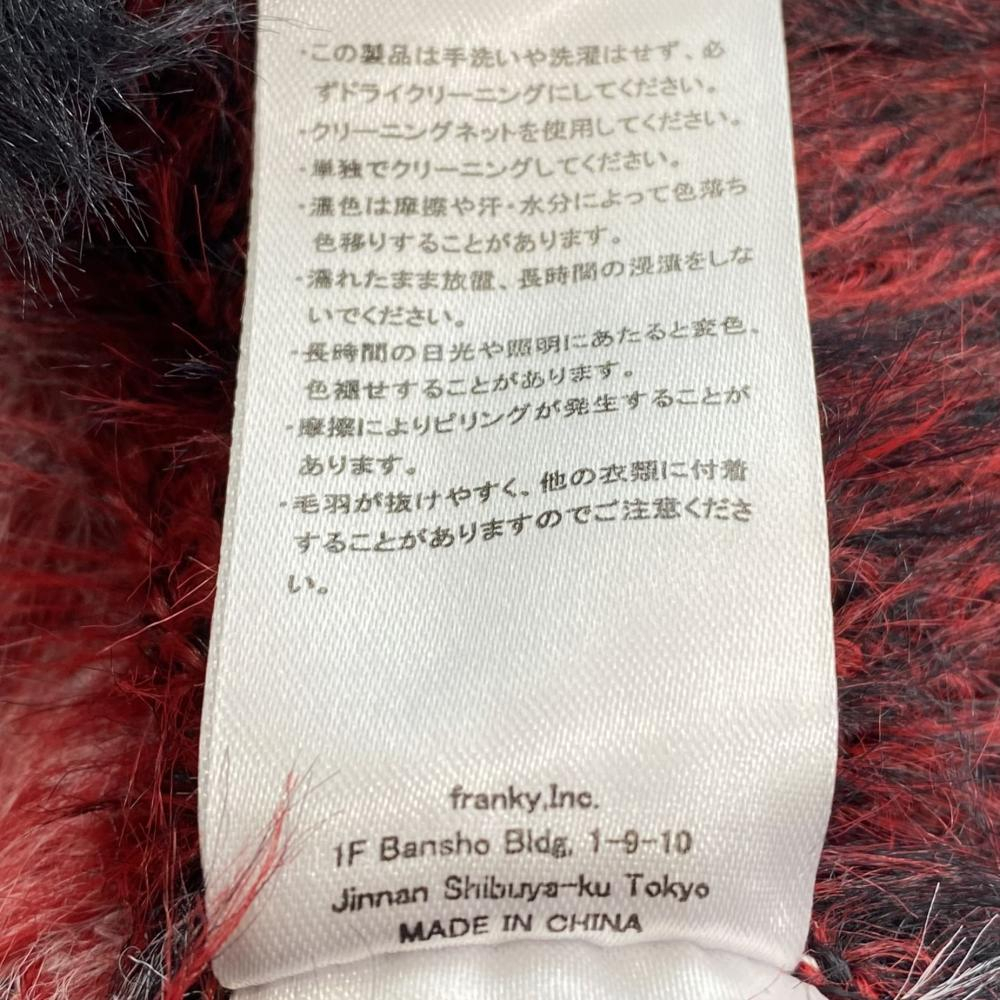 ・この製品は手洗いや洗濯はせず、必
ずドライクリーニングにしてください。
・クリーニングネットを使用してください。
・単独でクリーニングしてください。
・濃色は摩擦や汗・水分によって色落ち
色移りすることがあります。
・濡れたまま放置、長時間の浸漬をしな
いでください。
・長時間の日光や照明にあたると変色、
色褪せすることがあります。
・摩擦によりピリングが発生することが
あります。
・毛羽が抜けやすく、他の衣類に付着
することがありますのでご注意くださ
い。
franky,Inc.
1F Bansho Bldg, 1-9-10
Jinnan Shibuya-ku Tokyo
MADE IN CHINA